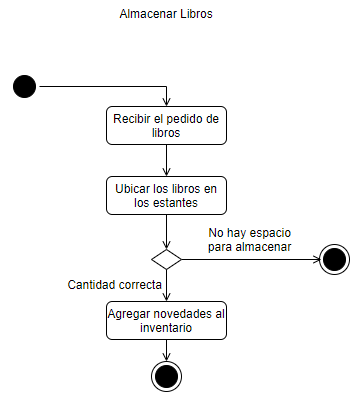 Almacenar Libros
Recibir el pedido de
libros
Ubicar los libros en
los estantes
No hay espacio
para almacenar
Cantidad correcta
Agregar novedades al
inventario